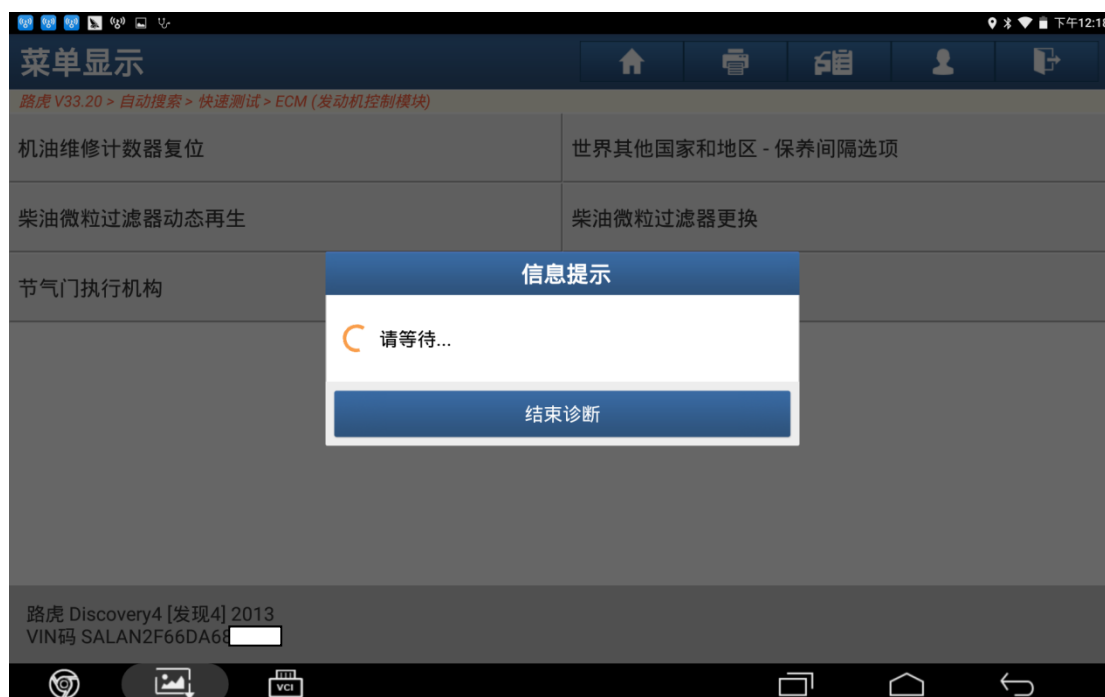 下午12:18
菜单显示
路虎 V33.20 > 自动搜索 > 快速测试 > ECM (发动机控制模块)
机油维修计数器复位
世界其他国家和地区 - 保养间隔选项
柴油微粒过滤器动态再生
柴油微粒过滤器更换
节气门执行机构
信息提示
请等待...
结束诊断
路虎 Discovery4 [发现4] 2013
VIN码 SALAN2F66DA68
VCI